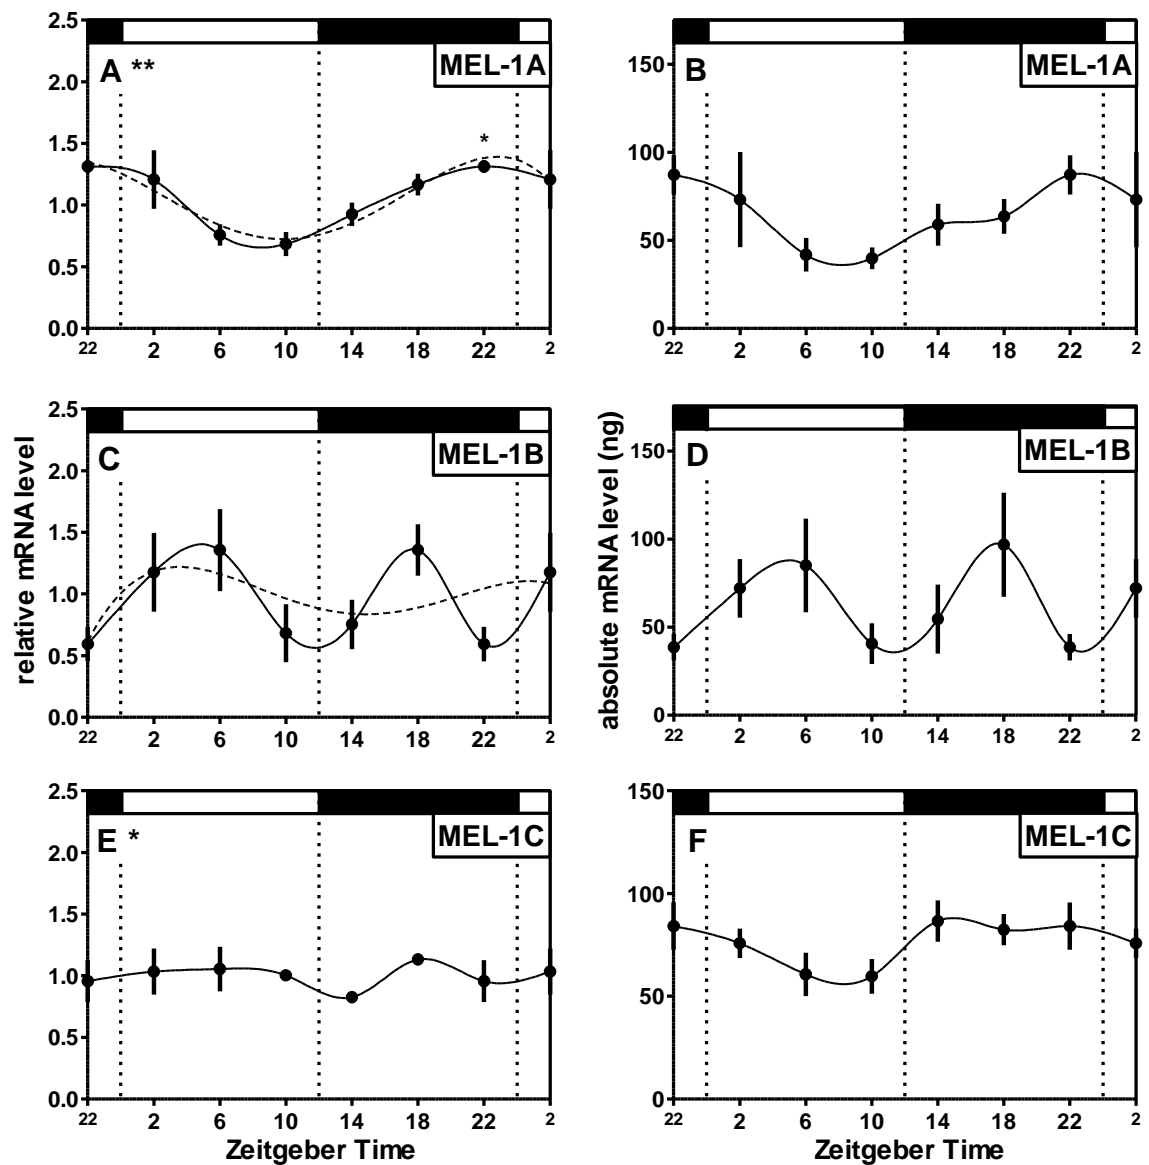 A **
MEL-1A
2.5
2.0
1.5
1.0
0.5
0.0
*
22 2 6 10 14 18 22 2
B
MEL-1A
150
100
50
0
22 2 6 10 14 18 22 2
C
MEL-1B
relative mRNA level
2.5
2.0
1.5
1.0
0.5
0.0
22 2 6 10 14 18 22 2
D
MEL-1B
absolute mRNA level (ng)
150
100
50
0
22 2 6 10 14 18 22 2
E *
MEL-1C
2.5
2.0
1.5
1.0
0.5
0.0
22 2 6 10 14 18 22 2
Zeitgeber Time
F
MEL-1C
150
100
50
0
22 2 6 10 14 18 22 2
Zeitgeber Time